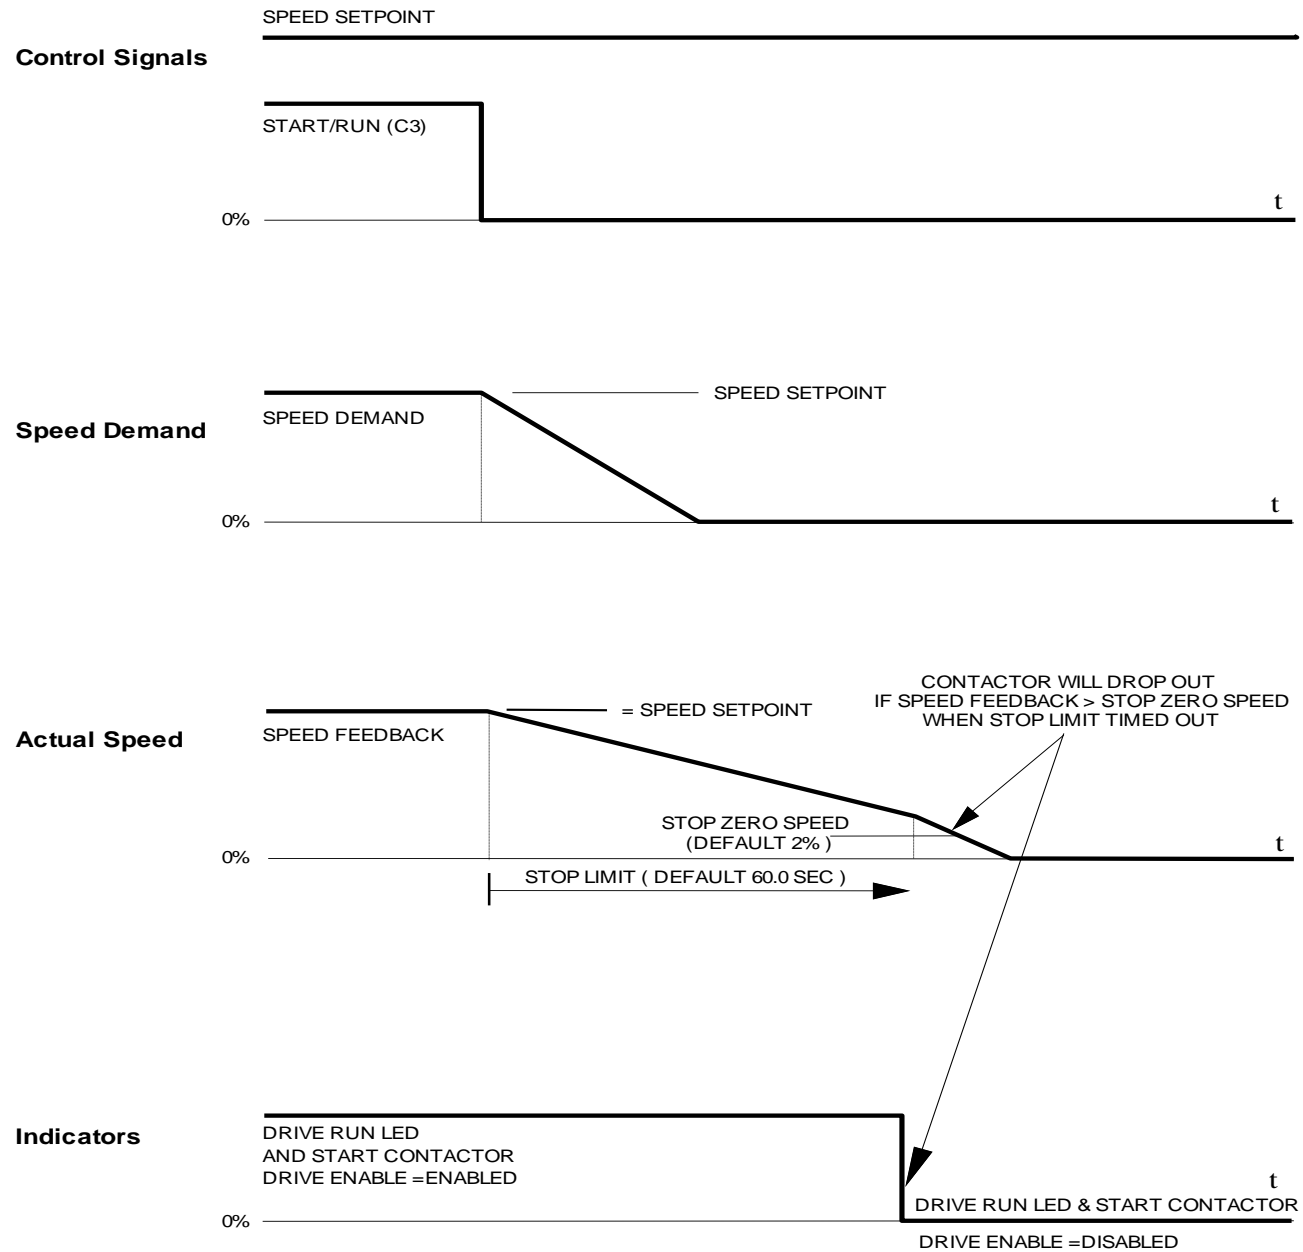 SPEED SETPOINT
Control Signals
START/RUN (C3)
t
0%
SPEED SETPOINT
SPEED DEMAND
Speed Demand
t
0%
CONTACTOR WILL DROP OUT
IF SPEED FEEDBACK > STOP ZERO SPEED
WHEN STOP LIMIT TIMED OUT
= SPEED SETPOINT
Actual Speed
SPEED FEEDBACK
STOP ZERO SPEED
(DEFAULT 2% )
t
0%
STOP LIMIT ( DEFAULT 60.0 SEC )
Indicators
DRIVE RUN LED
AND START CONTACTOR
DRIVE ENABLE =ENABLED
t
DRIVE RUN LED & START CONTACTOR
0%
DRIVE ENABLE =DISABLED